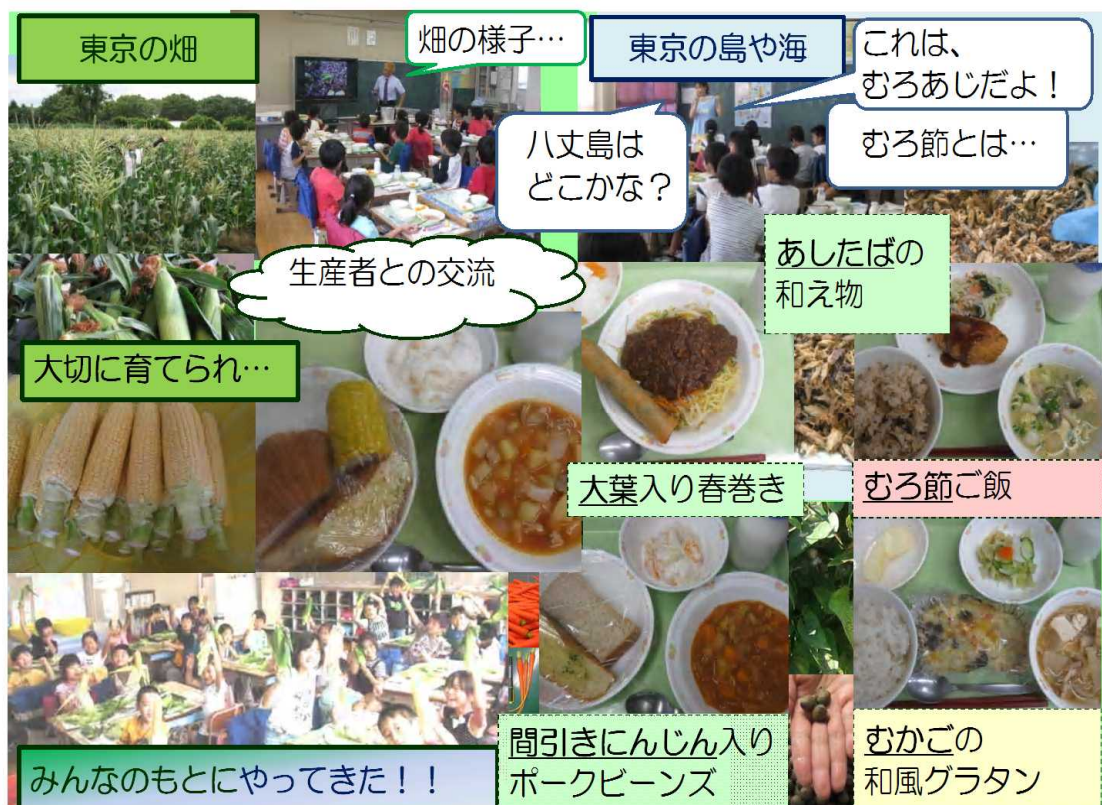 東京の畑
畑の様子…
東京の島や海
これは、
むろあじだよ！
八丈島は
どこかな？
むろ節とは…
生産者との交流
あしたばの
和え物
大切に育てられ…
大葉入り春巻き
むろ節ご飯
みんなのもとにやってきた！！
間引きにんじん入り
ポークビーンズ
むかごの
和風グラタン